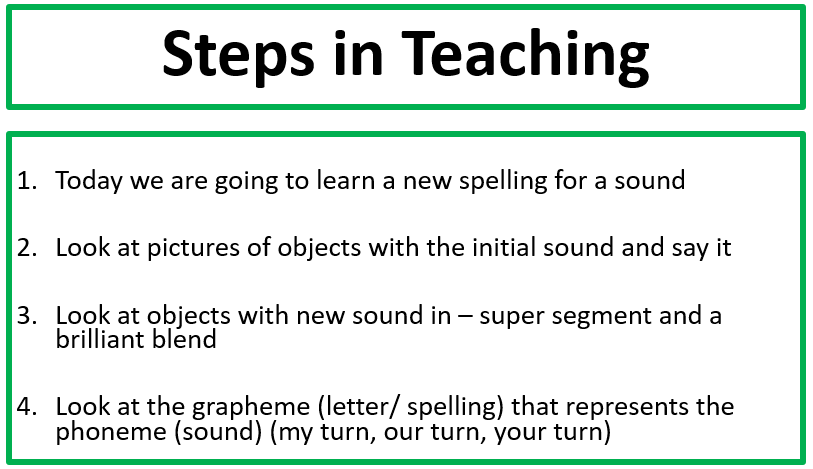 Steps in Teaching
1. Today we are going to learn a new spelling for a sound
2. Look at pictures of objects with the initial sound and say it
3. Look at objects with new sound in – super segment and a
brilliant blend
4. Look at the grapheme (letter/ spelling) that represents the
phoneme (sound) (my turn, our turn, your turn)